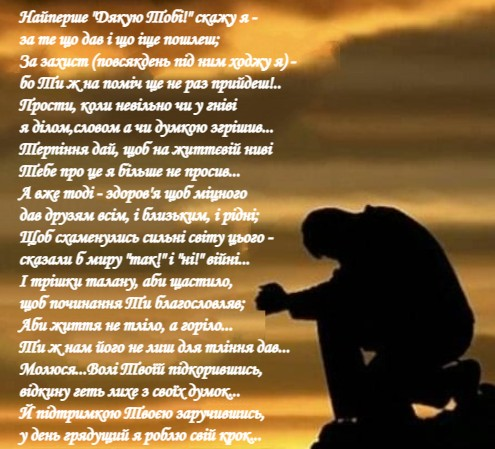 Найперше "Дякую Тобі!" скажу я -
за те що дав і що іще пошлеш;
За захист (повсякдень під ним ходжу я) -
бо Ти ж на поміч ще не раз прийдеш!..
Прости, коли невільно чи у гніві
я ділом,словом а чи думкою згрішив...
Терпіння дай, щоб на життєвій ниві
Тебе про це я більше не просив...
А вже тоді - здоров'я щоб міцного
дав друзям всім, і близьким, і рідні;
Щоб схаменулись сильні світу цього -
сказали б миру "так!" і "ні!" війні...
І трішки талану, аби щастило,
щоб починання Ти благословляв;
Аби життя не тліло, а горіло...
Ти ж нам його не лиш для тління дав...
Молюся...Волі Твоїй підкорившись,
відкину геть лихе з своїх думок...
Й підтримкою Твоєю заручившись,
у день грядущий я роблю свій крок...